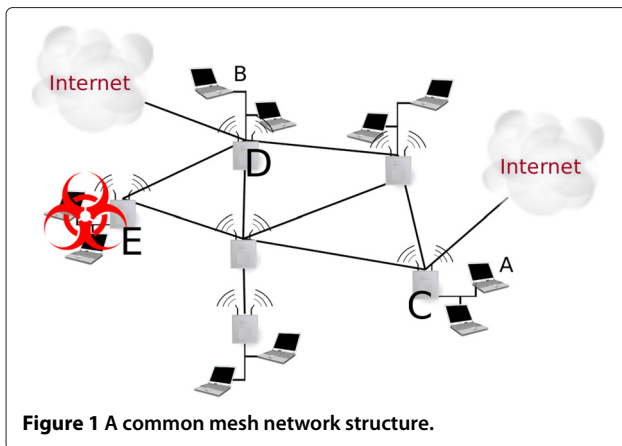 Internet
B
D
Internet
E
A
C
Figure 1 A common mesh network structure.